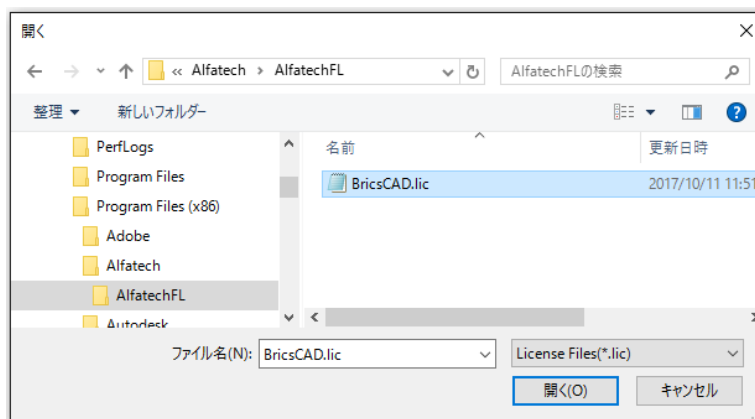 開く
« Alfatech › AlfatechFL
AlfatechFLの検索
整理 新しいフォルダー
PerfLogs
Program Files
Program Files (x86)
Adobe
Alfatech
AlfatechFL
Autodesk
名前 更新日時
BricsCAD.lic 2017/10/11 11:51
ファイル名(N): BricsCAD.lic License Files(*.lic)
開く(O) キャンセル